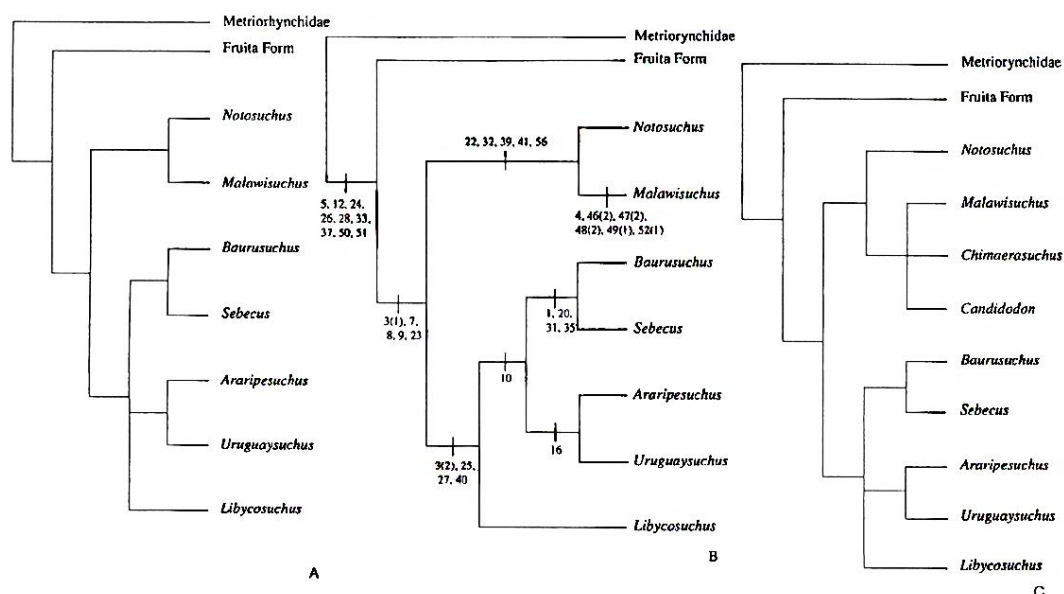 Metriorhynchidae
Fruita Form
Notosuchus
Malawisuchus
Baurusuchus
Sebecus
Araripesuchus
Uruguaysuchus
Libycosuchus
A
Metriorynchidae
Fruita Form
Notosuchus
22, 32, 39, 41, 56
Malawisuchus
4, 46(2), 47(2),
48(2), 49(1), 52(1)
5, 12, 24,
26, 28, 33,
37, 50, 51
Baurusuchus
1, 20,
31, 35
Sebecus
3(1), 7,
8, 9, 23
10
Araripesuchus
16
Uruguaysuchus
3(2), 25,
27, 40
Libycosuchus
B
Metriorynchidae
Fruita Form
Notosuchus
Malawisuchus
Chimaerasuchus
Candidodon
Baurusuchus
Sebecus
Araripesuchus
Uruguaysuchus
Libycosuchus
C